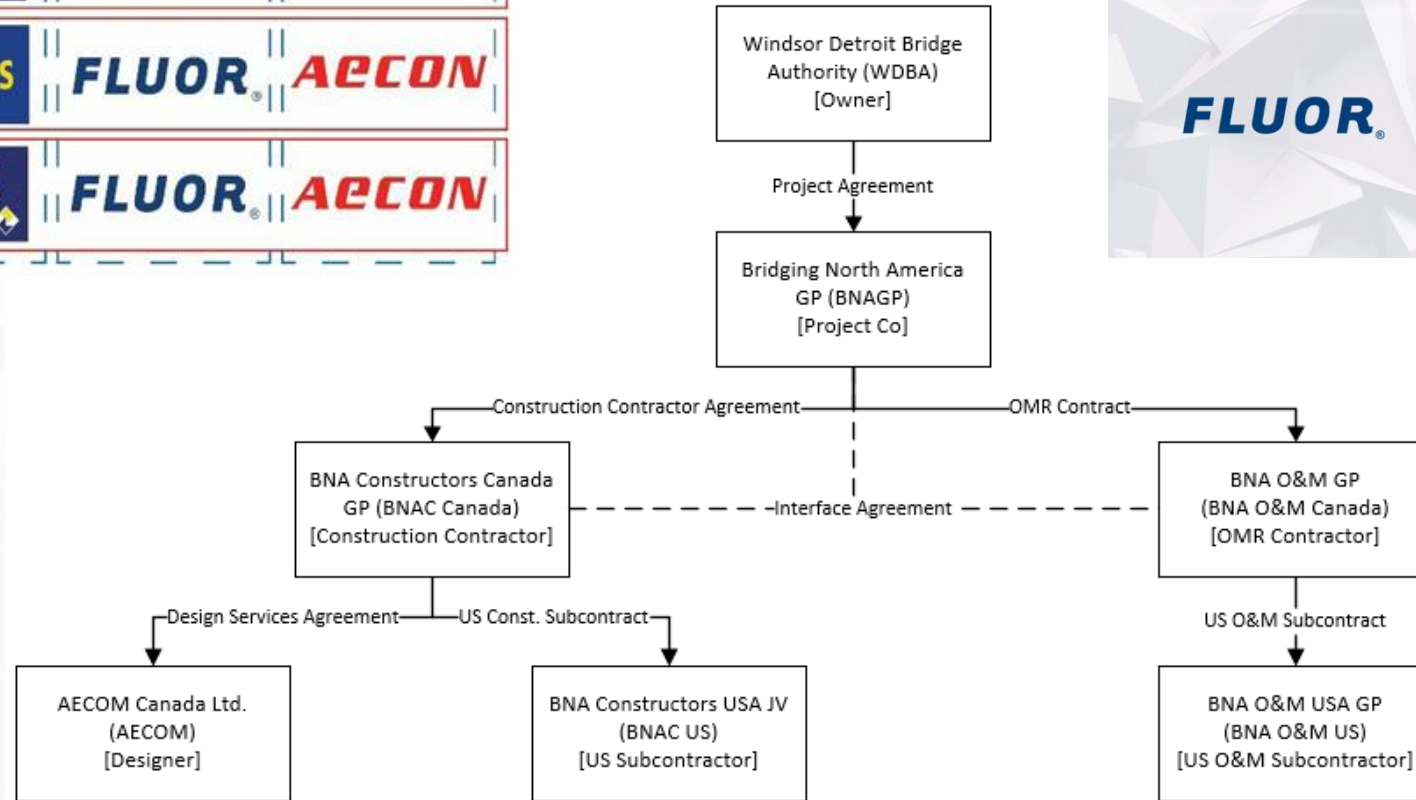 S
FLUOR®
AECON
FLUOR®
AECON
FLUOR®
Windsor Detroit Bridge
Authority (WDBA)
[Owner]
Project Agreement
Bridging North America
GP (BNAGP)
[Project Co]
Construction Contractor Agreement
OMR Contract
BNA Constructors Canada
GP (BNAC Canada)
[Construction Contractor]
Interface Agreement
BNA O&M GP
(BNA O&M Canada)
[OMR Contractor]
Design Services Agreement
US Const. Subcontract
US O&M Subcontract
AECOM Canada Ltd.
(AECOM)
[Designer]
BNA Constructors USA JV
(BNAC US)
[US Subcontractor]
BNA O&M USA GP
(BNA O&M US)
[US O&M Subcontractor]